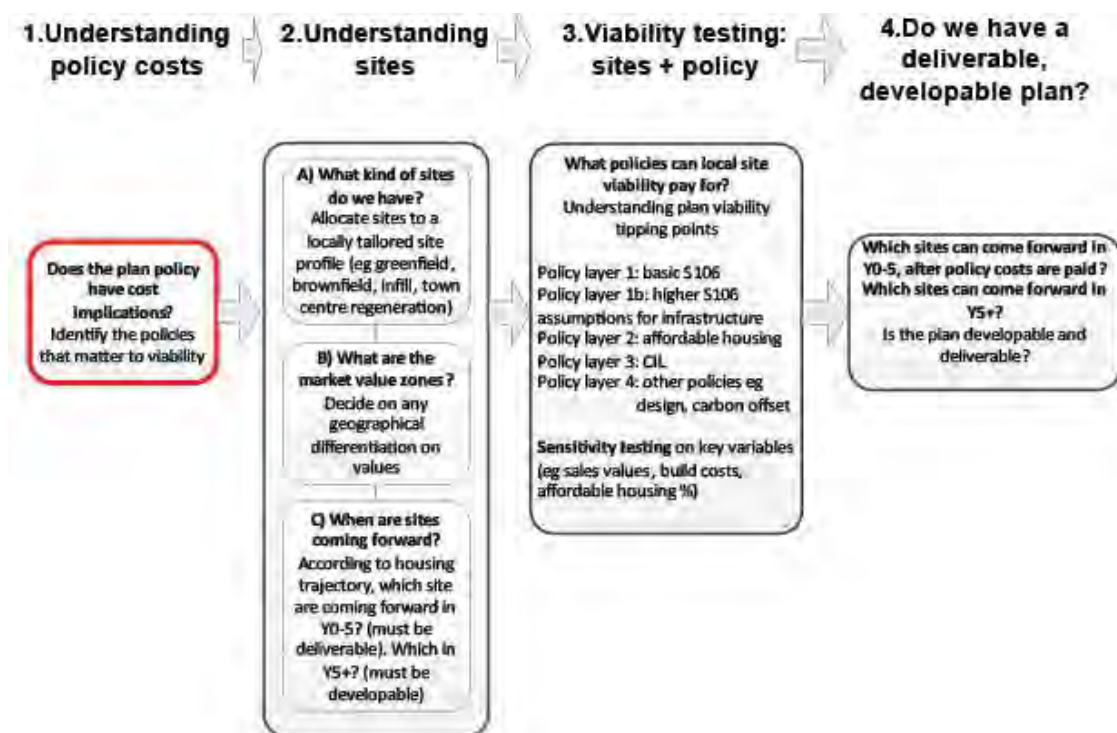 1.Understanding
policy costs
2.Understanding
sites
3.Viability testing:
sites + policy
4.Do we have a
deliverable,
developable plan?
Does the plan policy
have cost
implications?
Identify the policies
that matter to viability
A) What kind of sites
do we have?
Allocate sites to a
locally tailored site
profile (eg greenfield,
brownfield, infill, town
centre regeneration)
B) What are the
market value zones?
Decide on any
geographical
differentiation on
values
C) When are sites
coming forward?
According to housing
trajectory, which site
are coming forward in
Y0-5? (must be
deliverable). Which in
Y5+? (must be
developable)
What policies can local site
viability pay for?
Understanding plan viability
tipping points
Policy layer 1: basic S106
Policy layer 1b: higher S106
assumptions for infrastructure
Policy layer 2: affordable housing
Policy layer 3: CIL
Policy layer 4: other policies eg
design, carbon offset
Sensitivity testing on key variables
(eg sales values, build costs,
affordable housing %)
Which sites can come forward in
Y0-5, after policy costs are paid?
Which sites can come forward in
Y5+?
Is the plan developable and
deliverable?